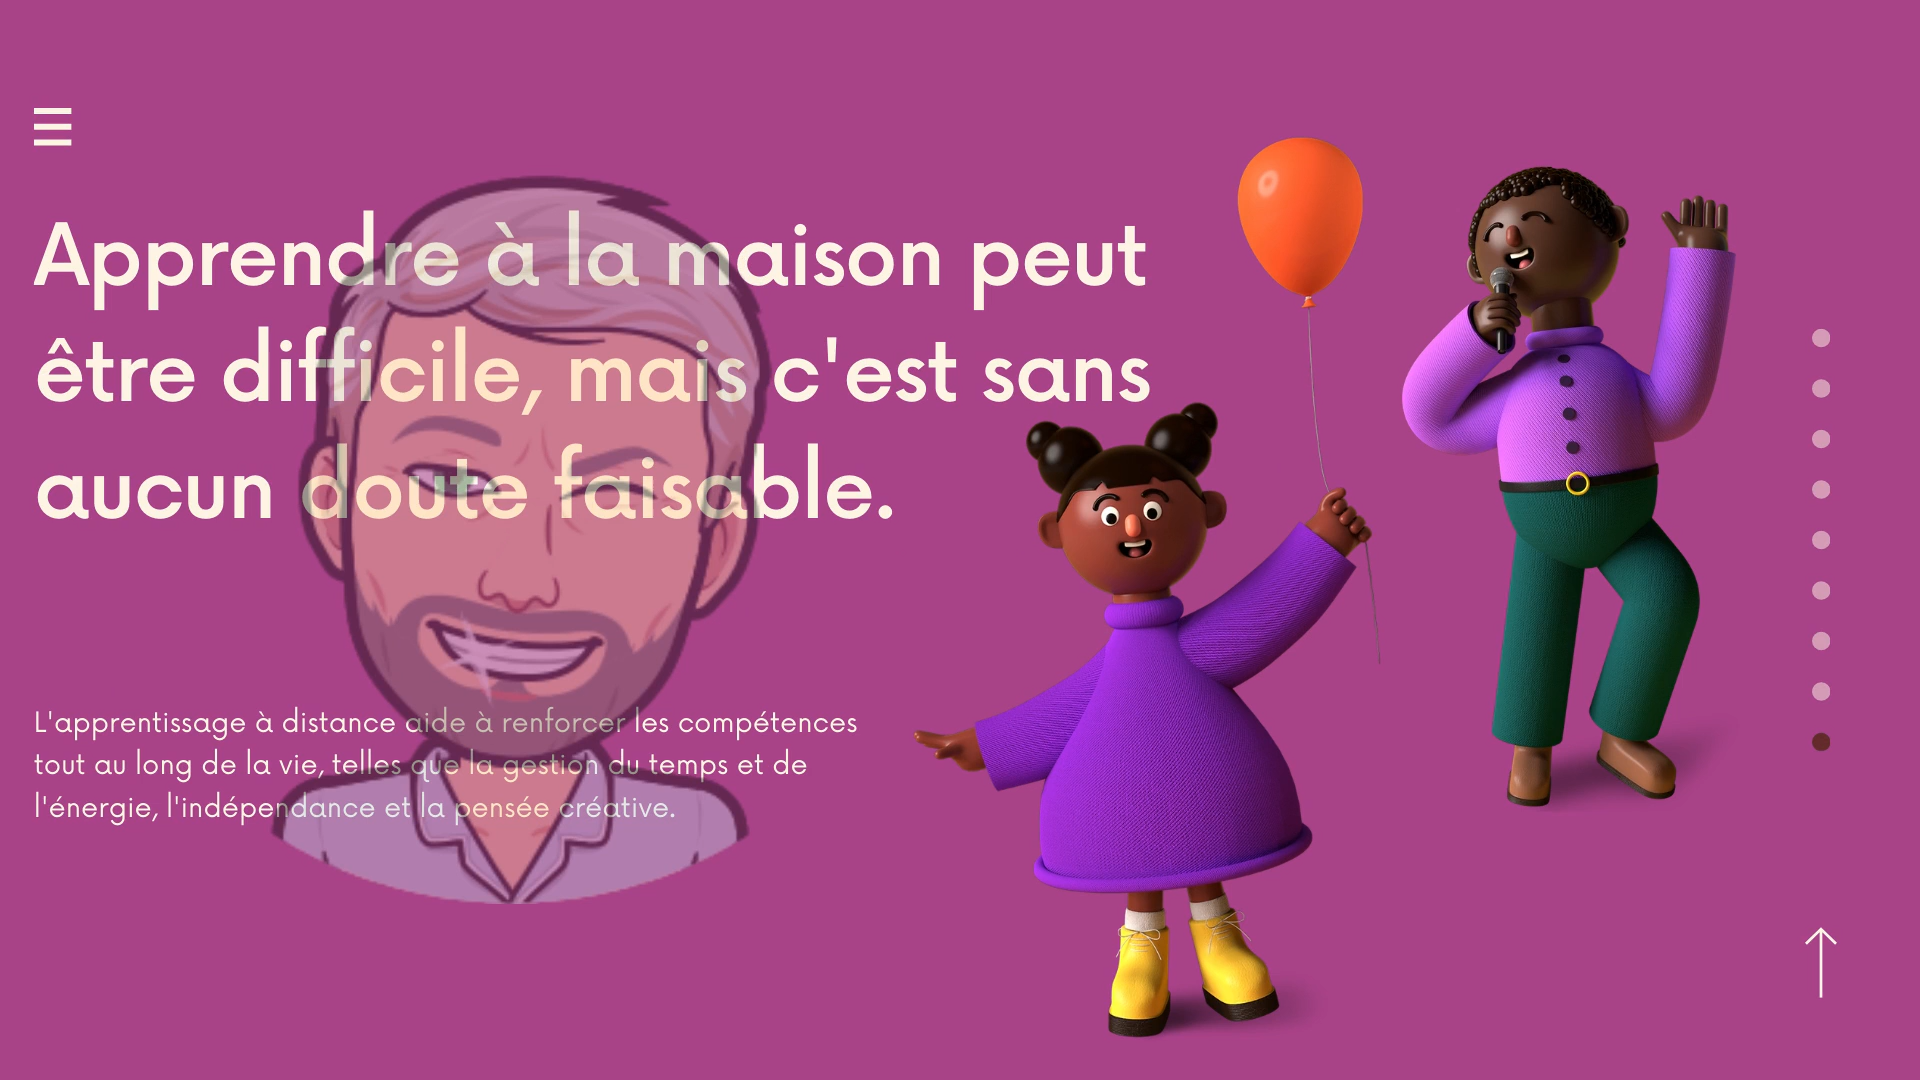 Apprendre à la maison peut
être difficile, mais c'est sans
aucun doute faisable.
L'apprentissage à distance aide à renforcer les compétences
tout au long de la vie, telles que la gestion du temps et de
l'énergie, l'indépendance et la pensée créative.